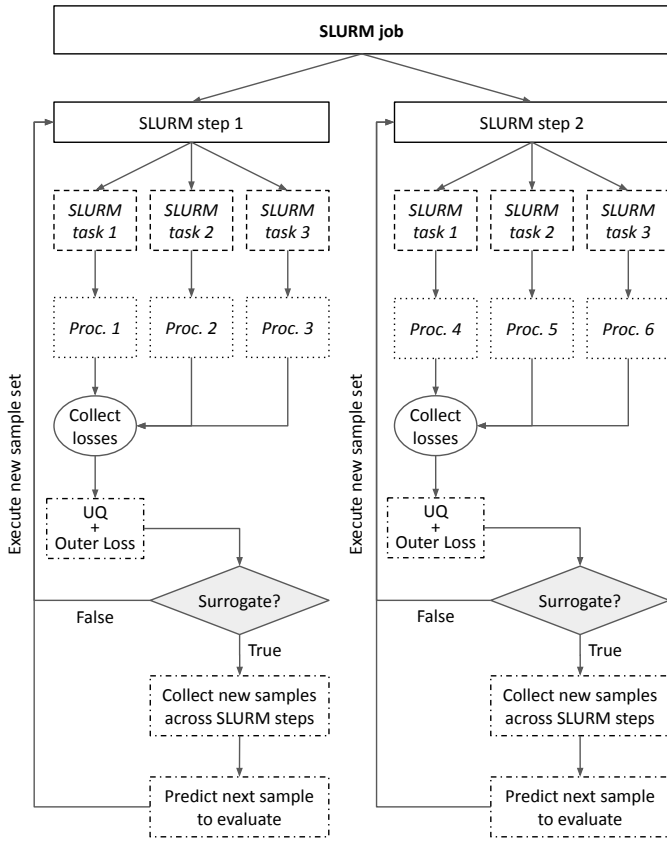 SLURM job
SLURM step 1
SLURM
task 1
SLURM
task 2
SLURM
task 3
Proc. 1
Proc. 2
Proc. 3
Collect
losses
UQ
+
Outer Loss
Surrogate?
False
True
Collect new samples
across SLURM steps
Predict next sample
to evaluate
Execute new sample set
SLURM step 2
SLURM
task 1
SLURM
task 2
SLURM
task 3
Proc. 4
Proc. 5
Proc. 6
Collect
losses
UQ
+
Outer Loss
Surrogate?
False
True
Collect new samples
across SLURM steps
Predict next sample
to evaluate
Execute new sample set